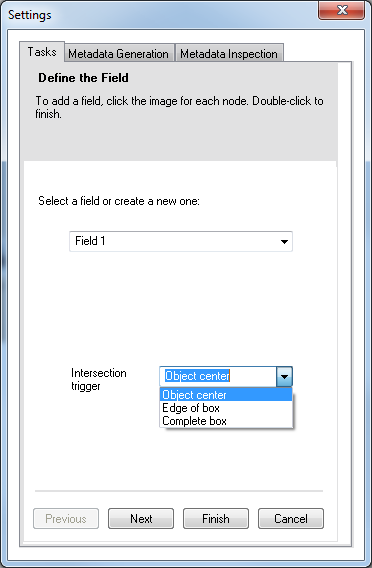 Settings
Tasks Metadata Generation Metadata Inspection
Define the Field
To add a field, click the image for each node. Double-click to
finish.
Select a field or create a new one:
Field 1
Intersection
trigger
Object center
Object center
Edge of box
Complete box
Previous Next Finish Cancel